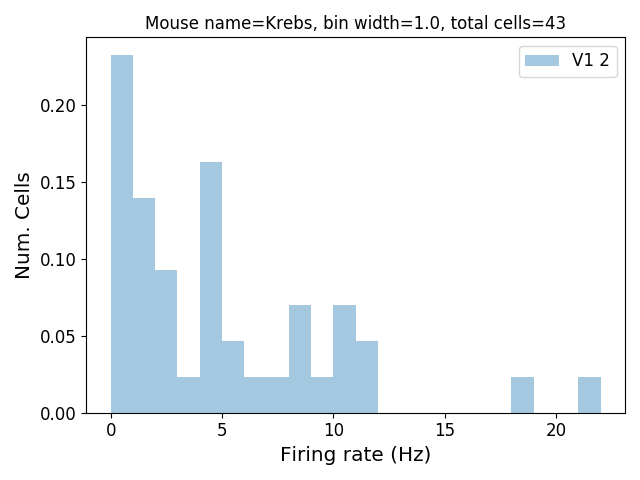 Mouse name=Krebs, bin width=1.0, total cells=43
V1 2
0.20
0.15
0.10
0.05
0.00
Num. Cells
0 5 10 15 20
Firing rate (Hz)